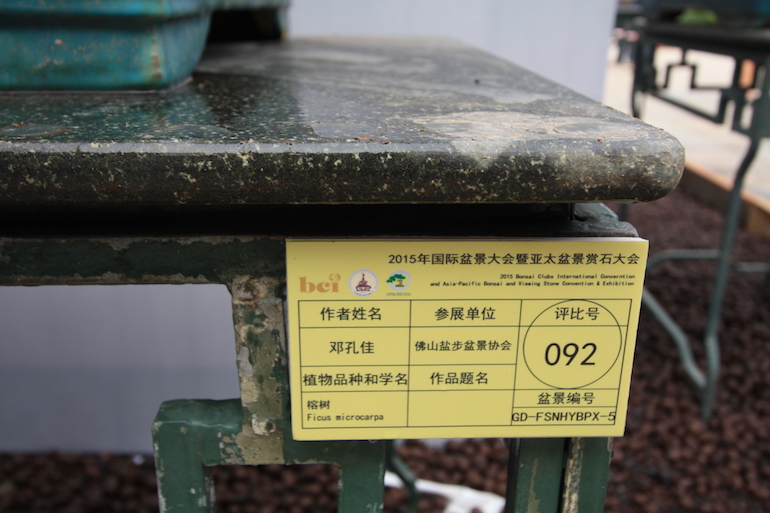 2015年国际盆景大会暨亚太盆景赏石大会
bci
2015 Bonsai Clubs International Converntion
and Asia-Pacific Bonsai and Viewing Stone Convention & Exhibition
作者姓名 参展单位 评比号
邓孔佳 佛山盐步盆景协会 092
植物品种和学名 作品题名 盆景编号
榕树 GD-FSNHYBPX-5
Ficus microcarpa